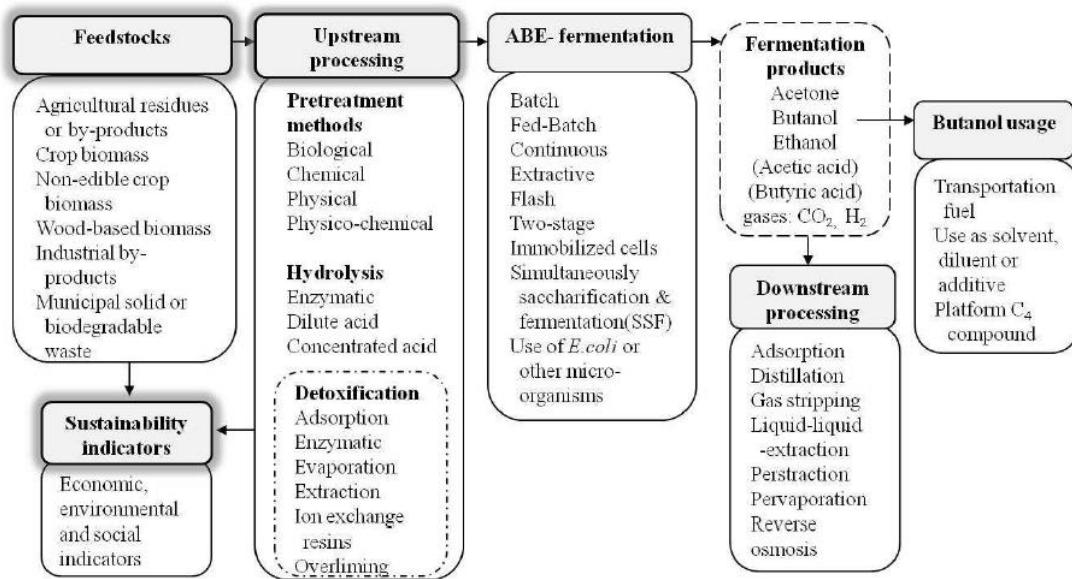 Feedstocks
Agricultural residues
or by-products
Crop biomass
Non-edible crop
biomass
Wood-based biomass
Industrial by-
products
Municipal solid or
biodegradable
waste
Sustainability
indicators
Economic,
environmental
and social
indicators
Upstream
processing
Pretreatment
methods
Biological
Chemical
Physical
Physico-chemical
Hydrolysis
Enzymatic
Dilute acid
Concentrated acid
Detoxification
Adsorption
Enzymatic
Evaporation
Extraction
Ion exchange
resins
Overliming
ABE- fermentation
Batch
Fed-Batch
Continuous
Extractive
Flash
Two-stage
Immobilized cells
Simultaneously
saccharification &
fermentation(SSF)
Use of E.coli or
other micro-
organisms
Fermentation
products
Acetone
Butanol
Ethanol
(Acetic acid)
(Butyric acid)
gases: CO₂, H₂
Downstream
processing
Adsorption
Distillation
Gas stripping
Liquid-liquid
-extraction
Perstraction
Pervaporation
Reverse
osmosis
Butanol usage
Transportation
fuel
Use as solvent,
diluent or
additive
Platform C₄
compound